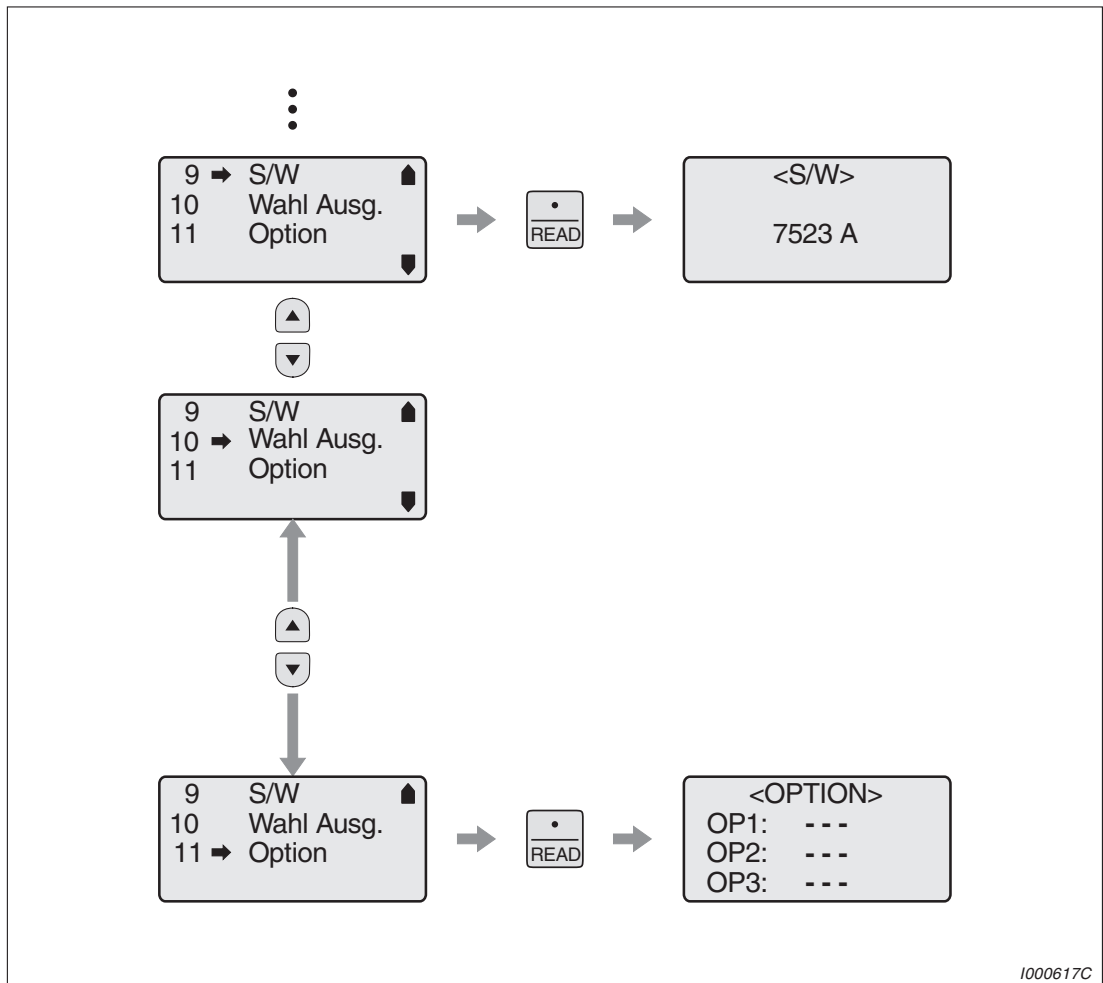 9 ➡ S/W
10 Wahl Ausg.
11 Option
READ
<S/W>
7523 A
9 S/W
10 ➡ Wahl Ausg.
11 Option
9 S/W
10 Wahl Ausg.
11 ➡ Option
READ
<OPTION>
OP1: - - -
OP2: - - -
OP3: - - -
I000617C